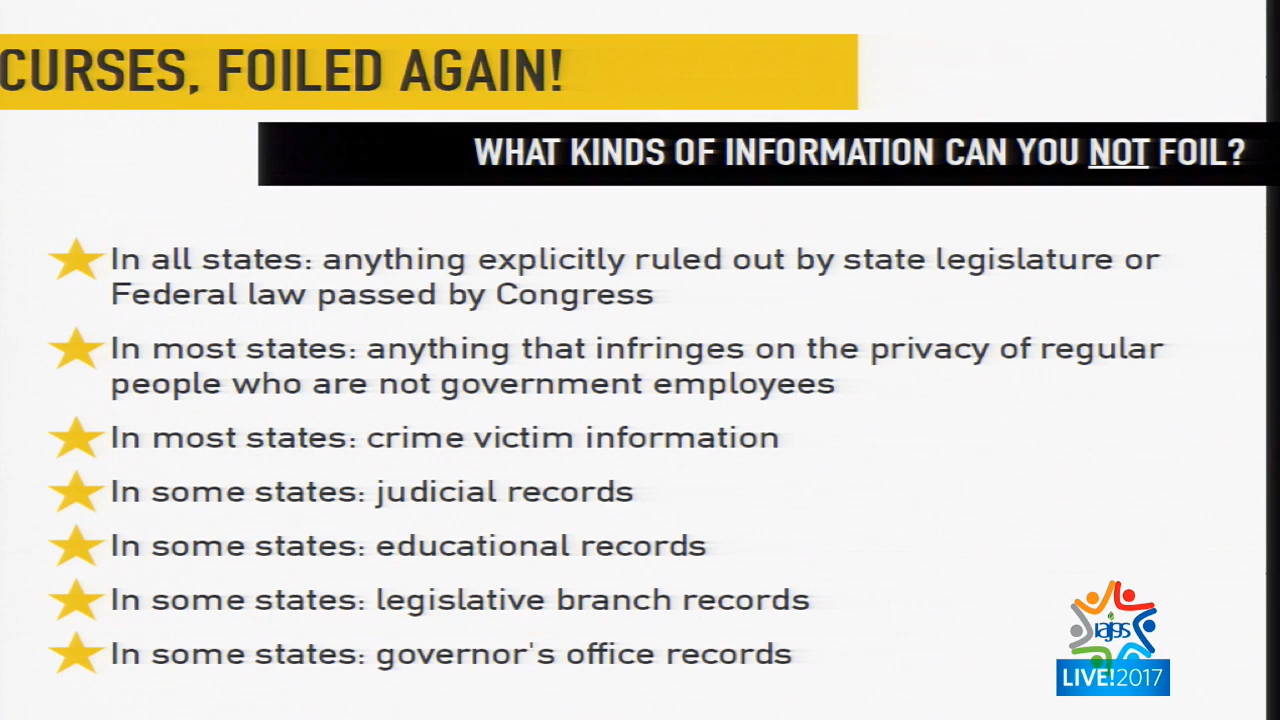 CURSES, FOILED AGAIN!
WHAT KINDS OF INFORMATION CAN YOU NOT FOIL?
In all states: anything explicitly ruled out by state legislature or
Federal law passed by Congress
In most states: anything that infringes on the privacy of regular
people who are not government employees
In most states: crime victim information
In some states: judicial records
In some states: educational records
In some states: legislative branch records
In some states: governor's office records
iajgs
LIVE!2017